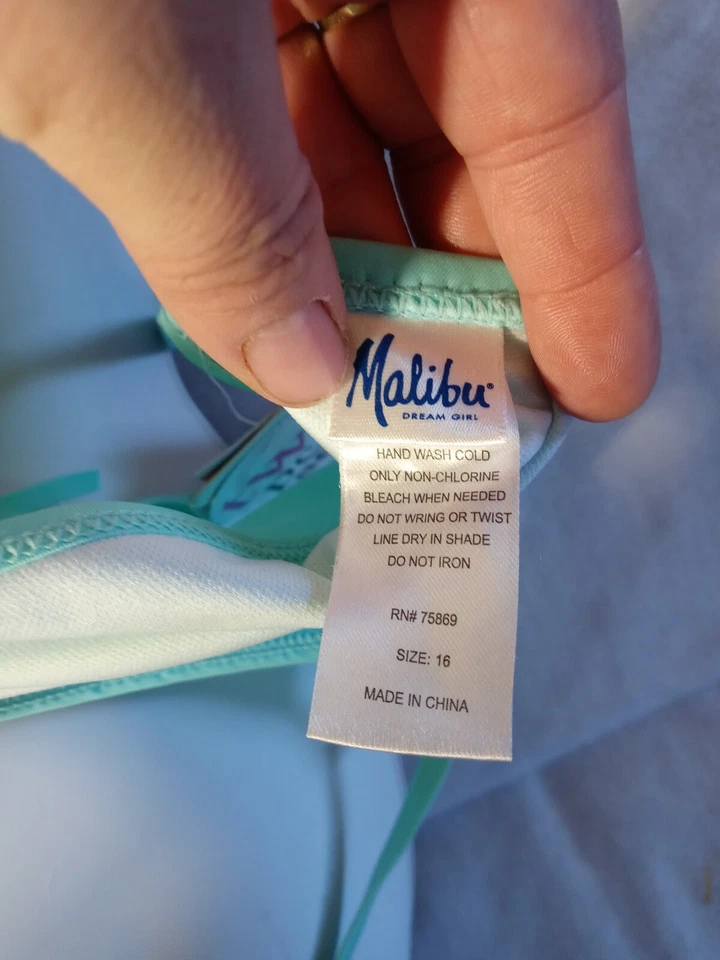 Malibu®
DREAM GIRL
HAND WASH COLD
ONLY NON-CHLORINE
BLEACH WHEN NEEDED
DO NOT WRING OR TWIST
LINE DRY IN SHADE
DO NOT IRON
RN# 75869
SIZE: 16
MADE IN CHINA